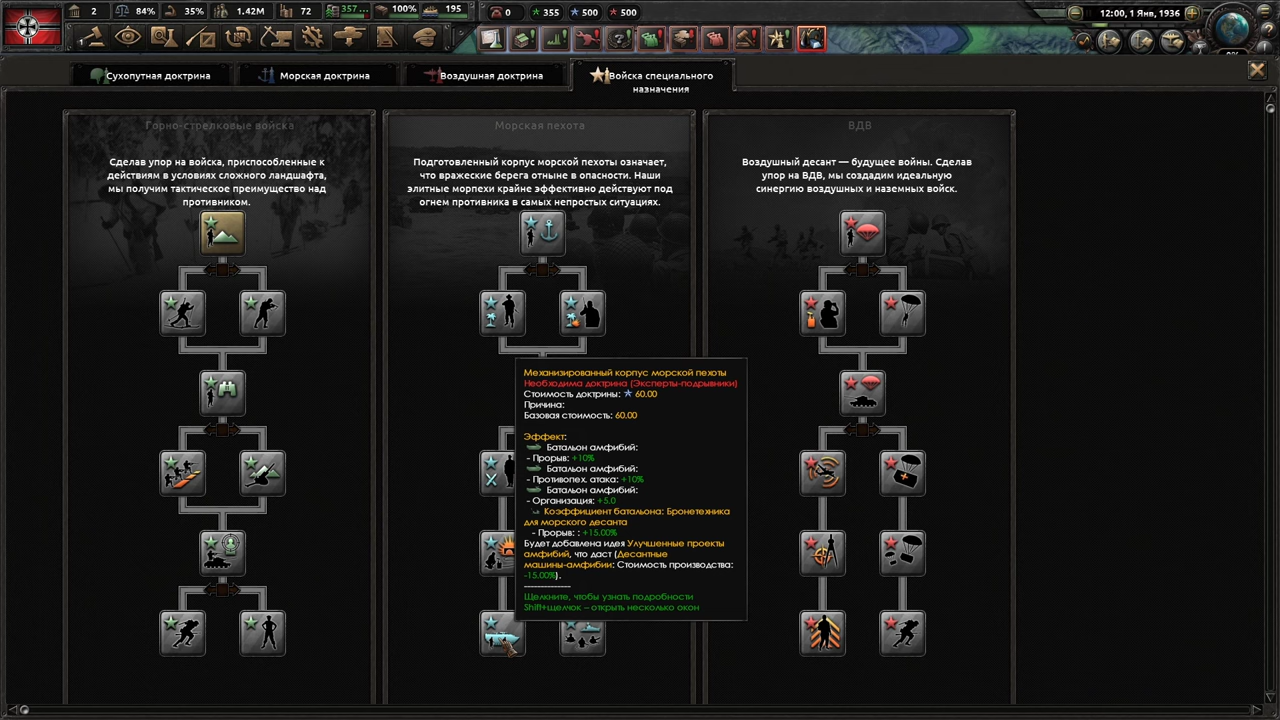 2
84%
35%
1.42M
72
357...
100%
195
0
355
500
500
12:00, 1 Янв, 1936
1
0%
Сухопутная доктрина
Морская доктрина
Воздушная доктрина
Войска специального
назначения
Горно-стрелковые войска
Сделав упор на войска, приспособленные к
действиям в условиях сложного ландшафта,
мы получим тактическое преимущество над
противником.
Морская пехота
Подготовленный корпус морской пехоты означает,
что вражеские берега отныне в опасности. Наши
элитные морпехи крайне эффективно действуют под
огнем противника в самых непростых ситуациях.
ВДВ
Воздушный десант — будущее войны. Сделав
упор на ВДВ, мы создадим идеальную
синергию воздушных и наземных войск.
Механизированный корпус морской пехоты
Необходима доктрина (Эксперты-подрывники)
Стоимость доктрины: 60.00
Причина:
Базовая стоимость: 60.00
Эффект:
Батальон амфибий:
- Прорыв: +10%
Батальон амфибий:
- Противопех. атака: +10%
Батальон амфибий:
- Организация: +5.0
Коэффициент батальона: Бронетехника
для морского десанта
- Прорыв: : +15.00%
Будет добавлена идея Улучшенные проекты
амфибий, что даст (Десантные
машины-амфибии: Стоимость производства:
-15.00%).
--------------
Щелкните, чтобы узнать подробности
Shift+щелчок – открыть несколько окон